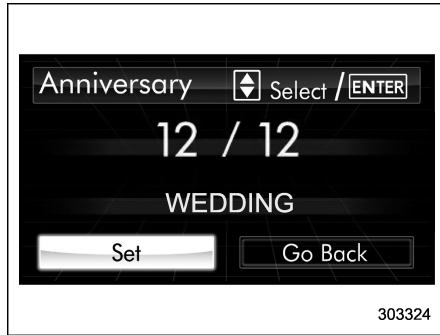 Anniversary Select / ENTER
12 / 12
WEDDING
Set Go Back
303324